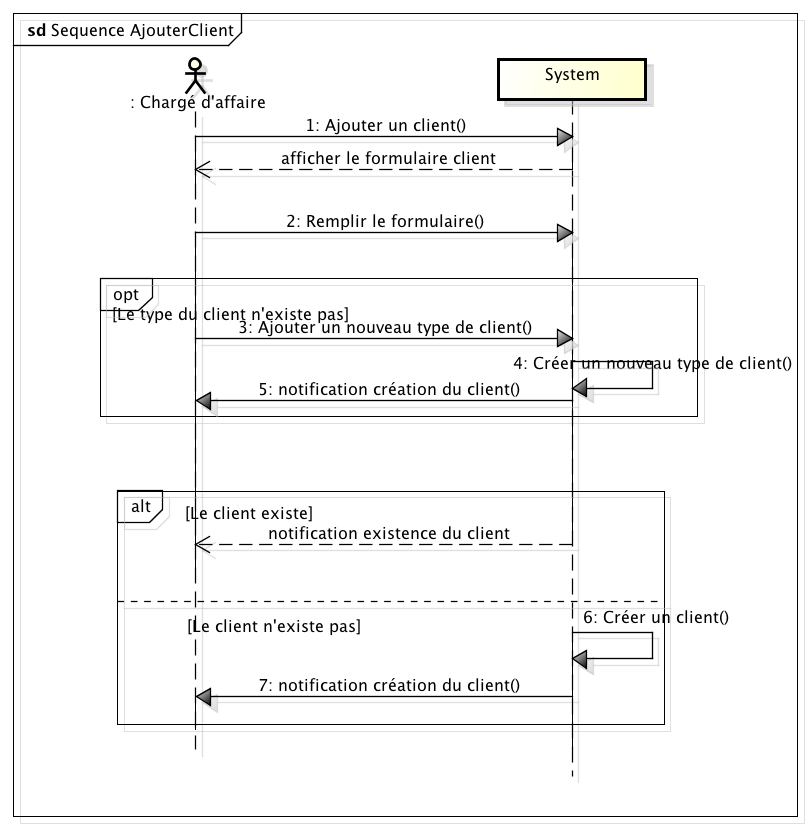 sd Sequence AjouterClient
System
: Chargé d'affaire
1: Ajouter un client()
afficher le formulaire client
2: Remplir le formulaire()
opt
[Le type du client n'existe pas]
3: Ajouter un nouveau type de client()
4: Créer un nouveau type de client()
5: notification création du client()
alt
[Le client existe]
notification existence du client
6: Créer un client()
[Le client n'existe pas]
7: notification création du client()